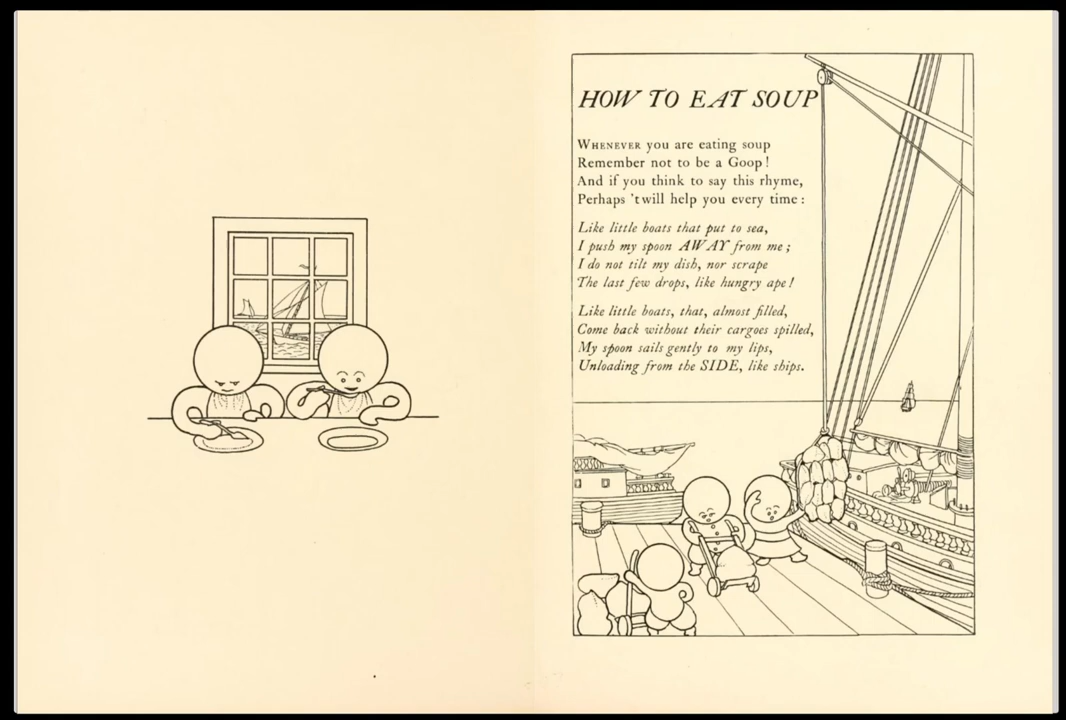 HOW TO EAT SOUP
WHENEVER you are eating soup
Remember not to be a Goop!
And if you think to say this rhyme,
Perhaps 't will help you every time:
Like little boats that put to sea,
I push my spoon AWAY from me;
I do not tilt my dish, nor scrape
The last few drops, like hungry ape!
Like little boats, that, almost filled,
Come back without their cargoes spilled,
My spoon sails gently to my lips,
Unloading from the SIDE, like ships.